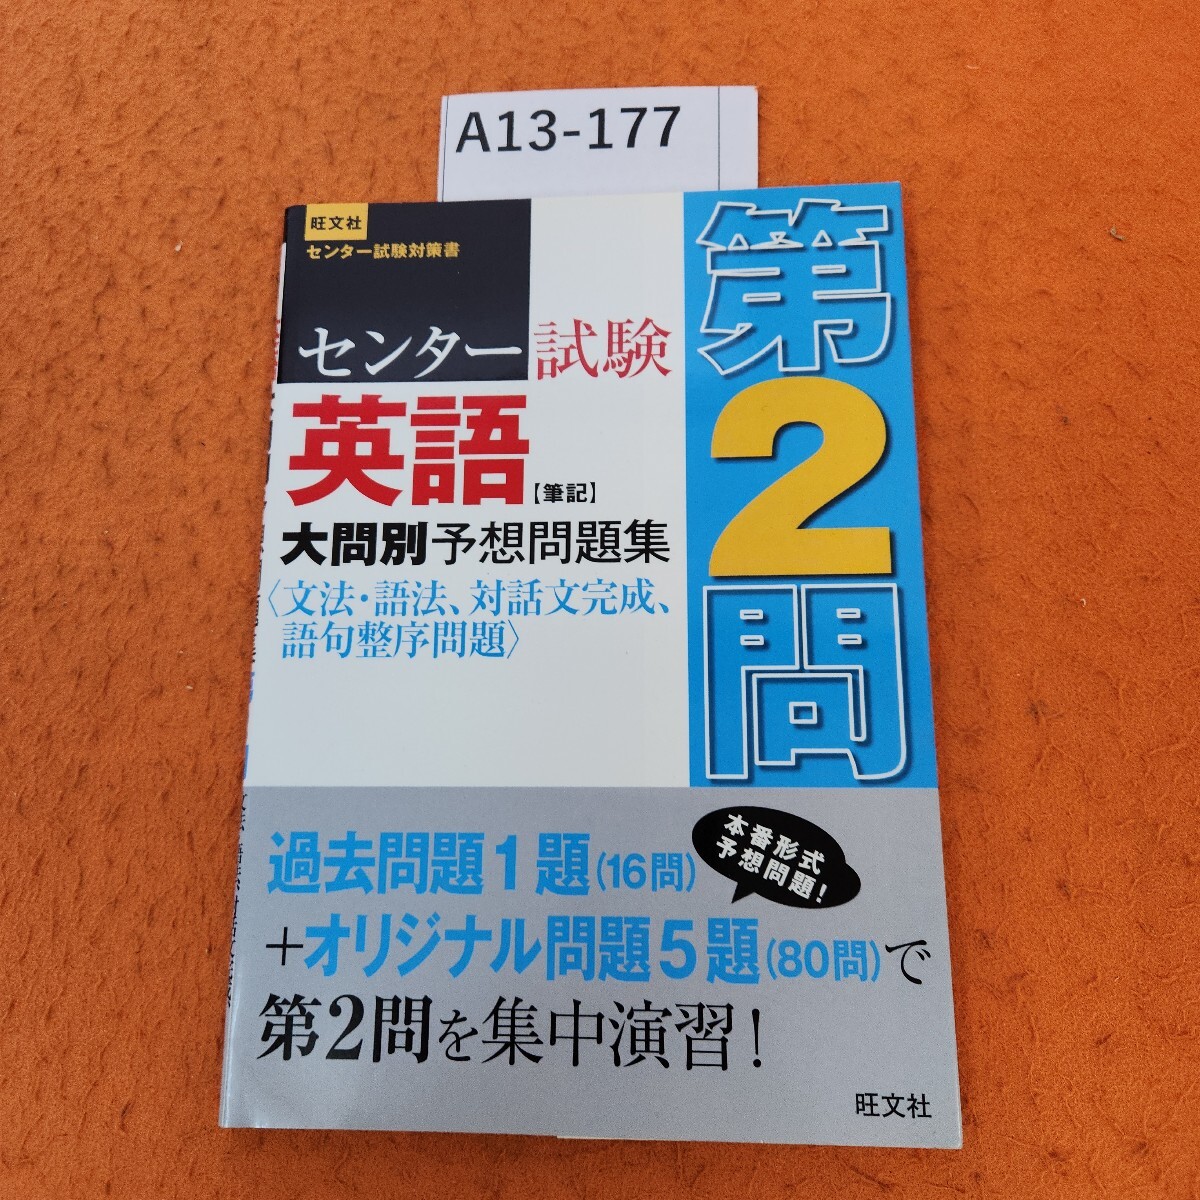 A13-177
旺文社
センター試験対策書
センター試験
英語【筆記】
大問別予想問題集
〈文法・語法、対話文完成、
語句整序問題〉
第2問
本番形式
予想問題!
過去問題1題(16問)
+オリジナル問題5題(80問)で
第2問を集中演習!
旺文社